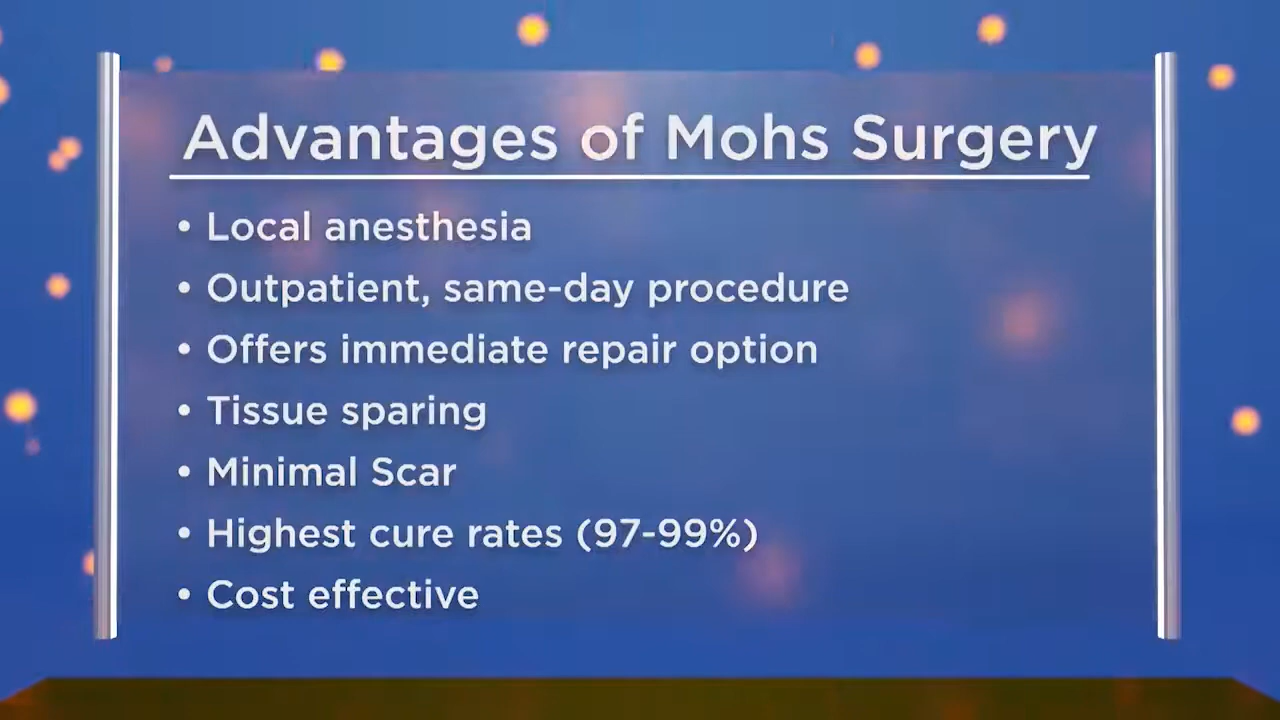 Advantages of Mohs Surgery
• Local anesthesia
• Outpatient, same-day procedure
• Offers immediate repair option
• Tissue sparing
• Minimal Scar
• Highest cure rates (97-99%)
• Cost effective